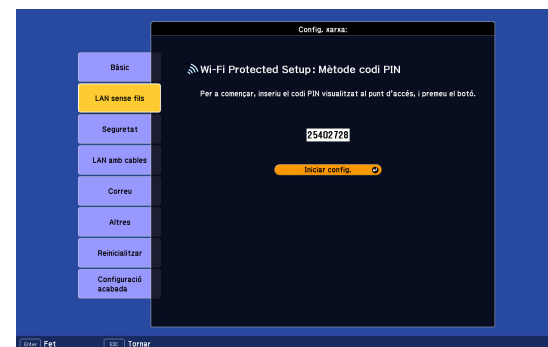 Config. xarxa:
Bàsic
LAN sense fils
Seguretat
LAN amb cables
Correu
Altres
Reinicialitzar
Configuració
acabada
Wi-Fi Protected Setup: Mètode codi PIN
Per a començar, inseriu el codi PIN visualitzat al punt d'accés, i premeu el botó.
25402728
Iniciar config.
Enter Fet
ESC Tornar